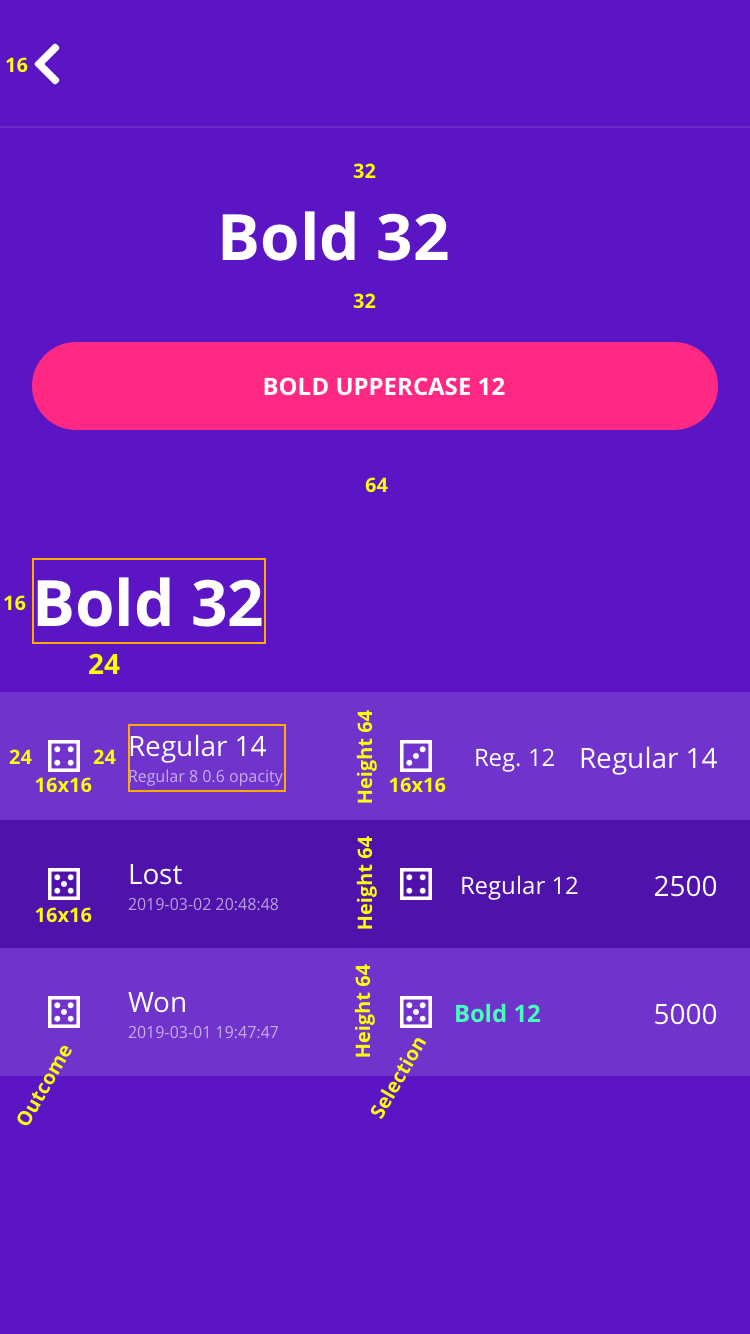 16
32
Bold 32
32
BOLD UPPERCASE 12
64
16 Bold 32
24
24 24 Regular 14
Regular 8 0.6 opacity
16x16
Height 64
16x16
Reg. 12 Regular 14
Lost
2019-03-02 20:48:48
16x16
Height 64
Regular 12 2500
Won
2019-03-01 19:47:47
Height 64
Bold 12 5000
Outcome
Selection